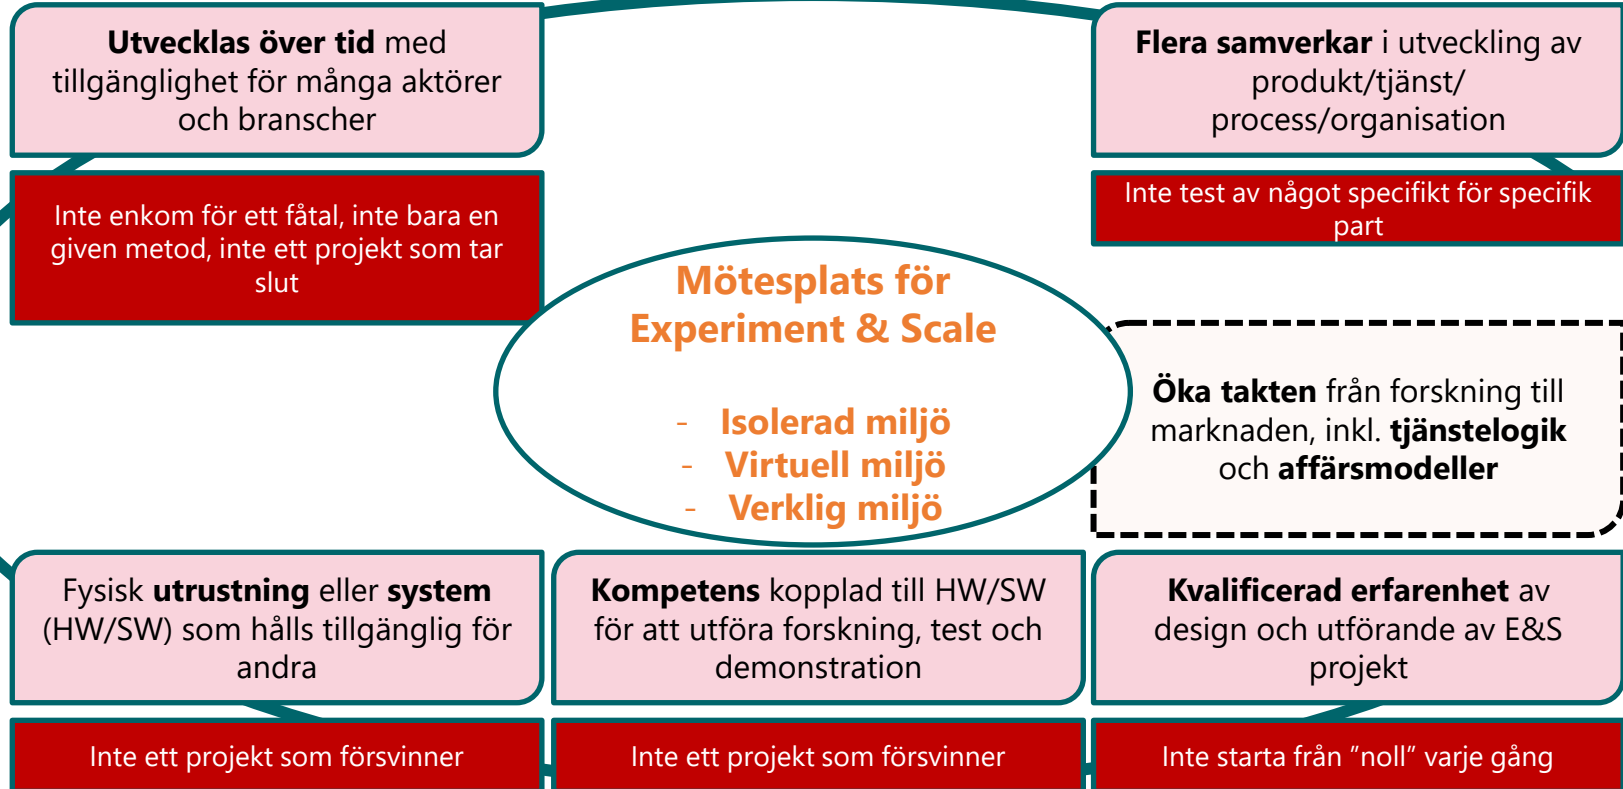 Utvecklas över tid med
tillgänglighet för många aktörer
och branscher
Inte enkom för ett fåtal, inte bara en
given metod, inte ett projekt som tar
slut
Flera samverkar i utveckling av
produkt/tjänst/
process/organisation
Inte test av något specifikt för specifik
part
Mötesplats för
Experiment & Scale
- Isolerad miljö
- Virtuell miljö
- Verklig miljö
Öka takten från forskning till
marknaden, inkl. tjänstelogik
och affärsmodeller
Fysisk utrustning eller system
(HW/SW) som hålls tillgänglig för
andra
Inte ett projekt som försvinner
Kompetens kopplad till HW/SW
för att utföra forskning, test och
demonstration
Inte ett projekt som försvinner
Kvalificerad erfarenhet av
design och utförande av E&S
projekt
Inte starta från ”noll” varje gång